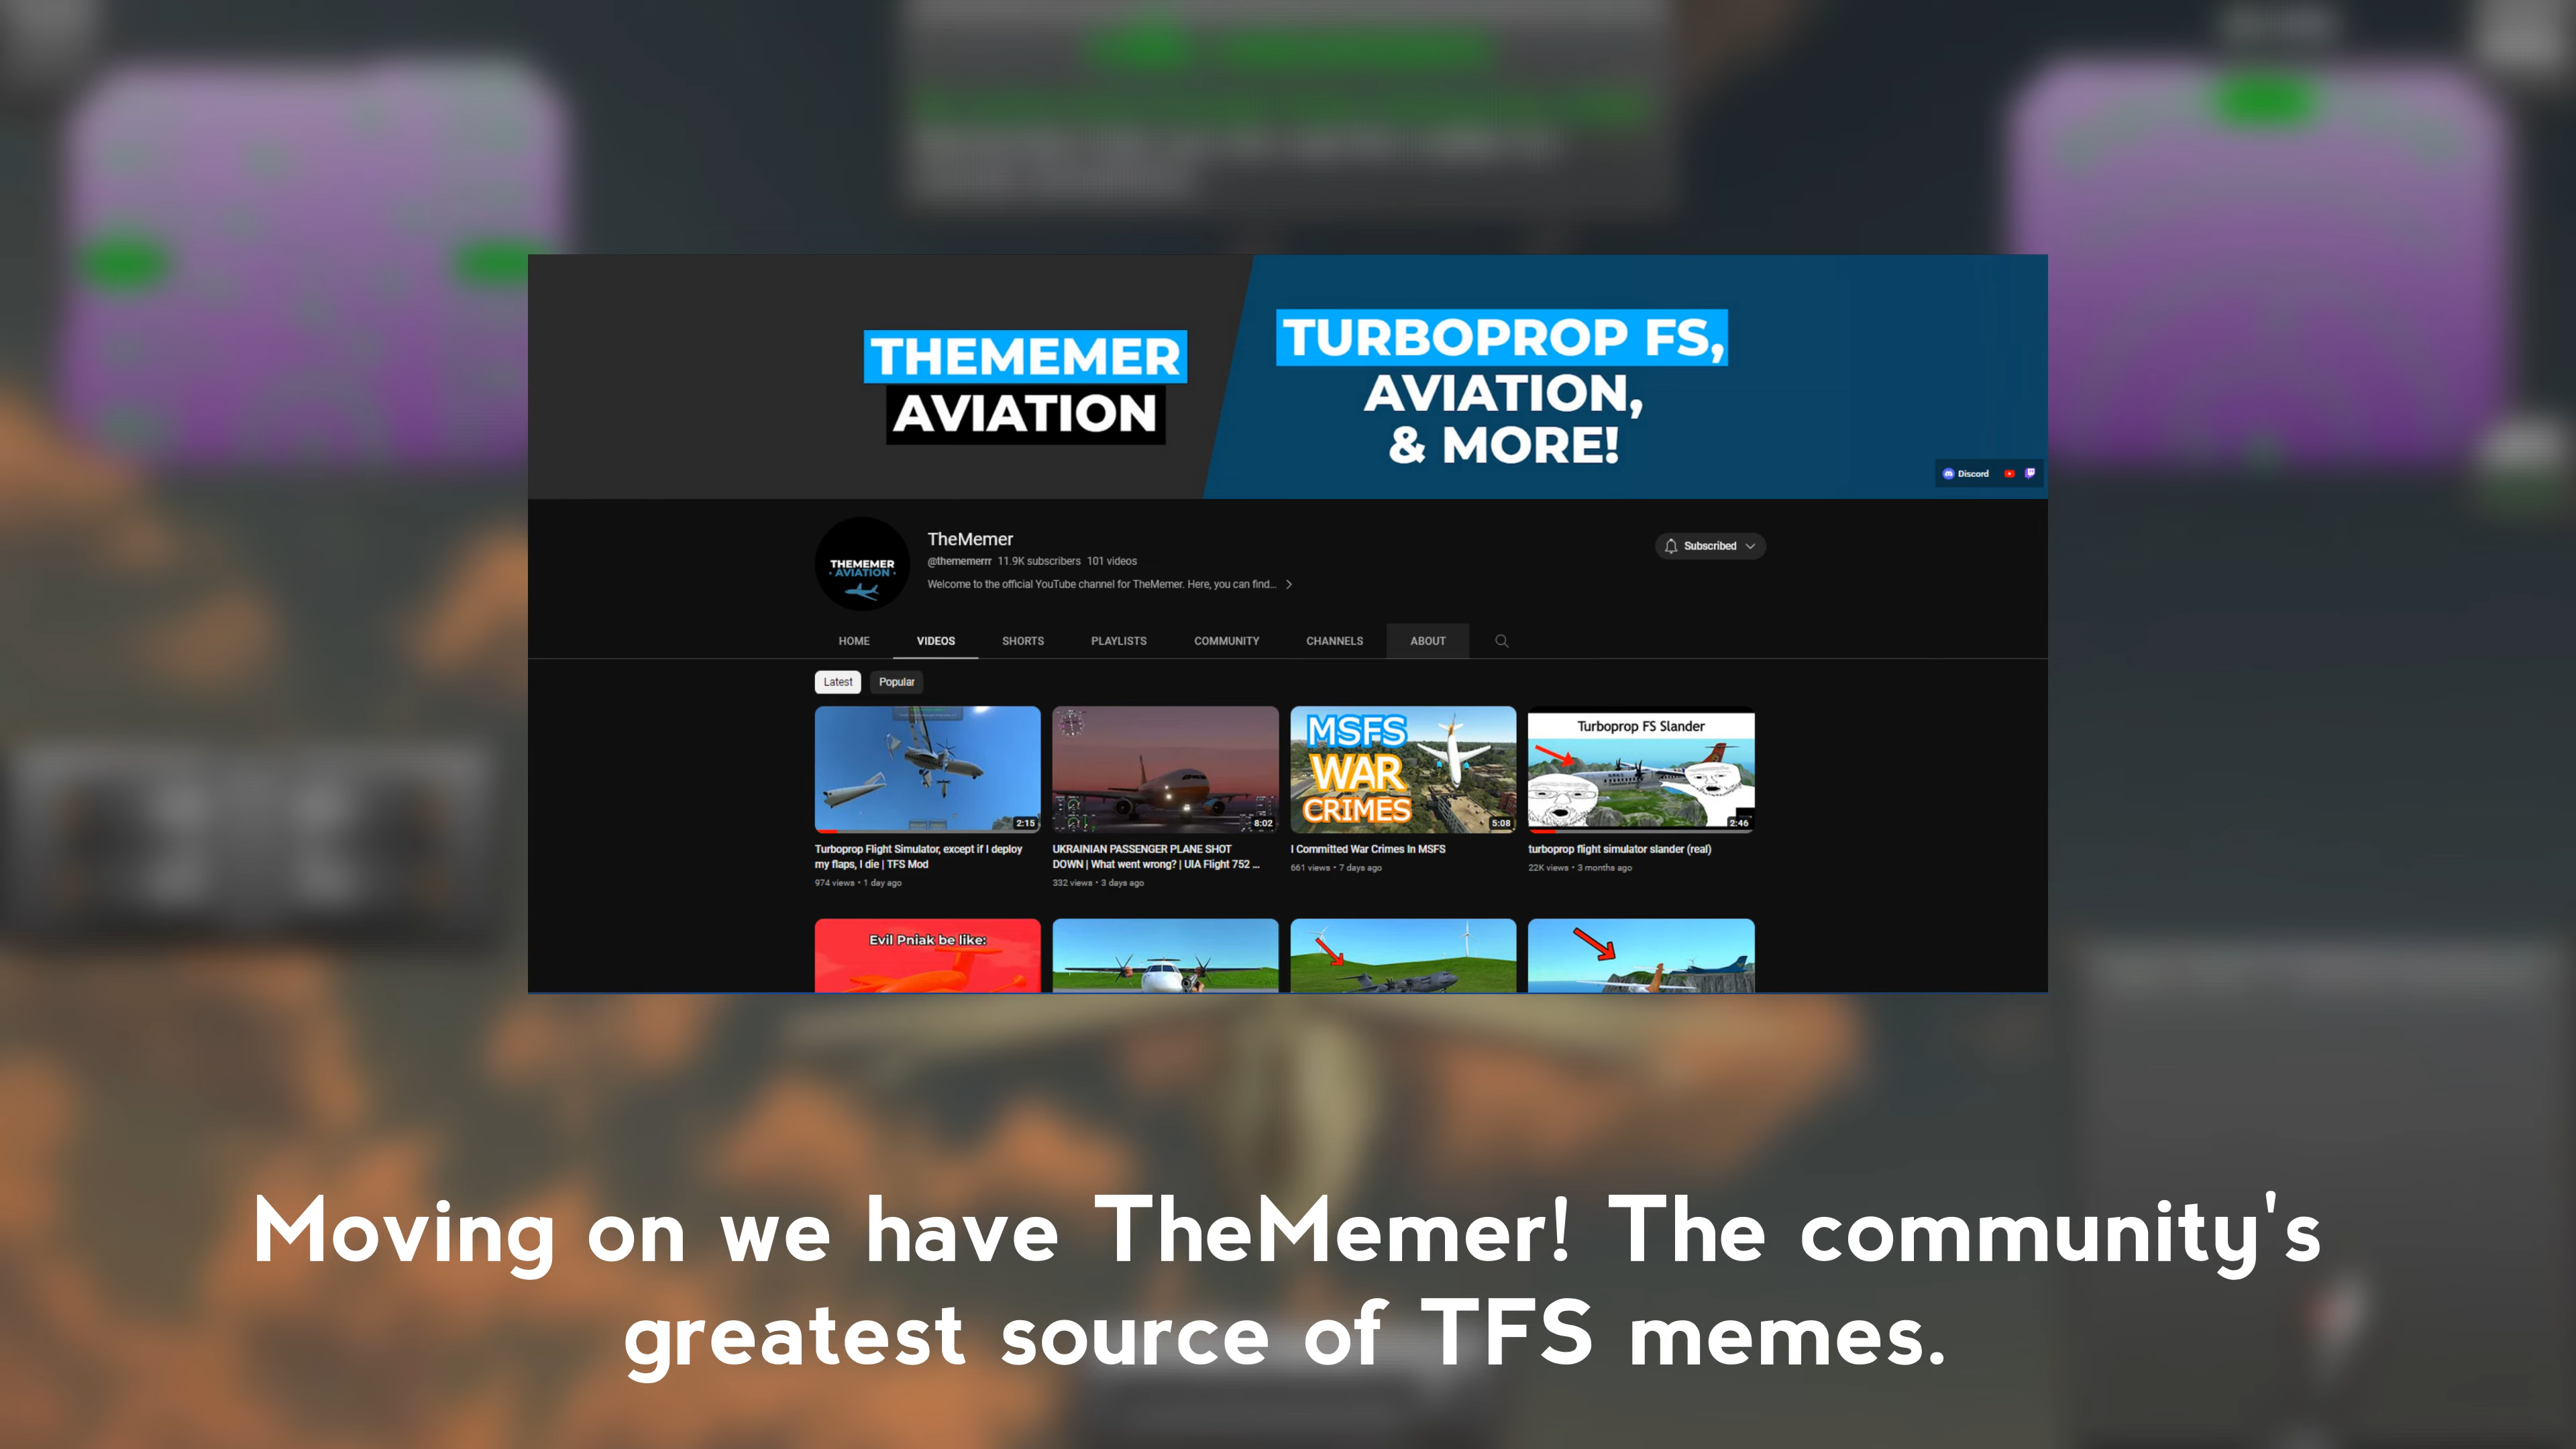 THEMEMER
AVIATION
TURBOPROP FS,
AVIATION,
& MORE!
Discord
THEMEMER
• AVIATION •
TheMemer
@thememerrr 11.9K subscribers 101 videos
Welcome to the official YouTube channel for TheMemer. Here, you can find...
Subscribed
HOME VIDEOS SHORTS PLAYLISTS COMMUNITY CHANNELS ABOUT
Latest Popular
2:15
8:02
MSFS
WAR
CRIMES
5:08
Turboprop FS Slander
2:46
Turboprop Flight Simulator, except if I deploy
my flaps, I die | TFS Mod
974 views • 1 day ago
UKRAINIAN PASSENGER PLANE SHOT
DOWN | What went wrong? | UIA Flight 752 ...
332 views • 3 days ago
I Committed War Crimes In MSFS
661 views • 7 days ago
turboprop flight simulator slander (real)
22K views • 3 months ago
Evil Pniak be like:
Moving on we have TheMemer! The community's
greatest source of TFS memes.